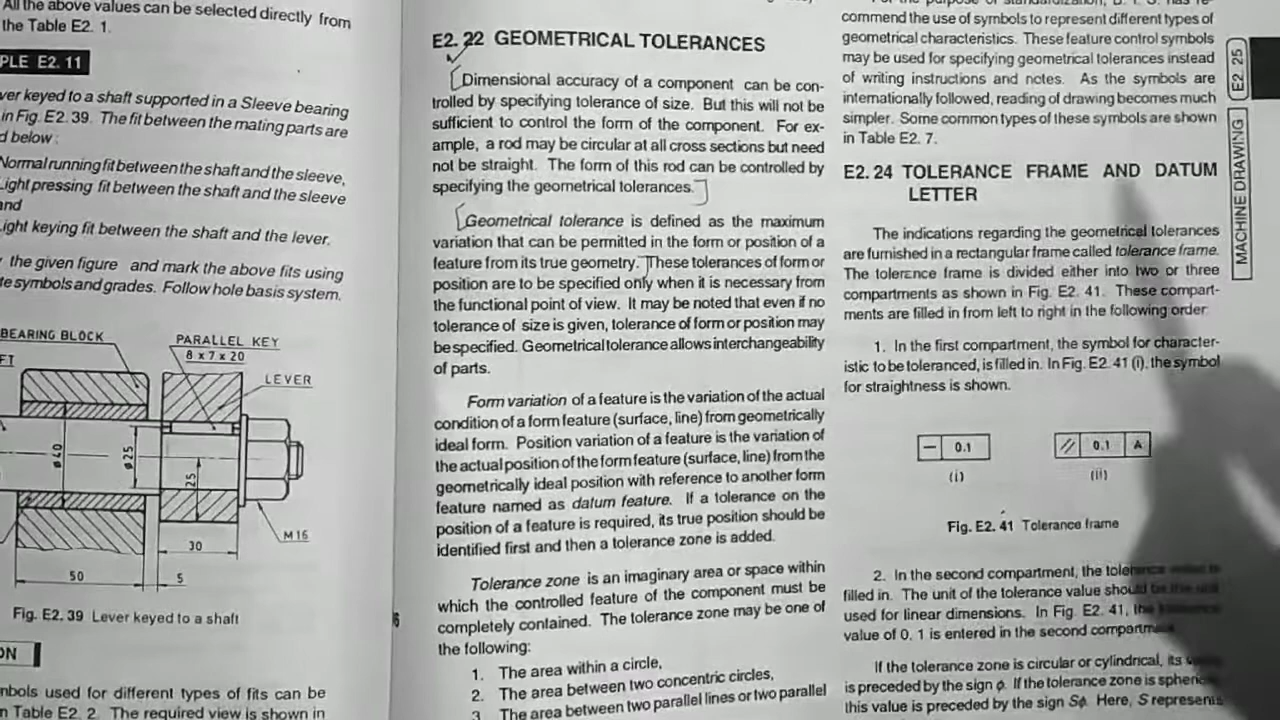 All the above values can be selected directly from
the Table E2. 1.
PLE E2. 11
ver keyed to a shaft supported in a Sleeve bearing
in Fig. E2. 39. The fit between the mating parts are
d below :
Normal running fit between the shaft and the sleeve,
Light pressing fit between the shaft and the sleeve
and
Light keying fit between the shaft and the lever.
the given figure and mark the above fits using
te symbols and grades. Follow hole basis system.
BEARING BLOCK
PARALLEL KEY
8 x 7 x 20
FT
LEVER
ø40
ø25
25
M16
30
50
5
Fig. E2. 39 Lever keyed to a shaft
ON
mbols used for different types of fits can be
n Table E2. 2. The required view is shown in
E2. 22 GEOMETRICAL TOLERANCES
Dimensional accuracy of a component can be con-
trolled by specifying tolerance of size. But this will not be
sufficient to control the form of the component. For ex-
ample, a rod may be circular at all cross sections but need
not be straight. The form of this rod can be controlled by
specifying the geometrical tolerances.
Geometrical tolerance is defined as the maximum
variation that can be permitted in the form or position of a
feature from its true geometry. These tolerances of form or
position are to be specified only when it is necessary from
the functional point of view. It may be noted that even if no
tolerance of size is given, tolerance of form or position may
be specified. Geometrical tolerance allows interchangeability
of parts.
Form variation of a feature is the variation of the actual
condition of a form feature (surface, line) from geometrically
ideal form. Position variation of a feature is the variation of
the actual position of the form feature (surface, line) from the
geometrically ideal position with reference to another form
feature named as datum feature. If a tolerance on the
position of a feature is required, its true position should be
identified first and then a tolerance zone is added.
Tolerance zone is an imaginary area or space within
which the controlled feature of the component must be
completely contained. The tolerance zone may be one of
the following:
1. The area within a circle,
2. The area between two concentric circles,
3. The area between two parallel lines or two parallel
commend the use of symbols to represent different types of
geometrical characteristics. These feature control symbols
may be used for specifying geometrical tolerances instead
of writing instructions and notes. As the symbols are
internationally followed, reading of drawing becomes much
simpler. Some common types of these symbols are shown
in Table E2. 7.
E2. 24 TOLERANCE FRAME AND DATUM
LETTER
The indications regarding the geometrical tolerances
are furnished in a rectangular frame called tolerance frame.
The tolerance frame is divided either into two or three
compartments as shown in Fig. E2. 41. These compart-
ments are filled in from left to right in the following order:
1. In the first compartment, the symbol for character-
istic to be toleranced, is filled in. In Fig. E2. 41 (i), the symbol
for straightness is shown.
— 0.1
// 0.1 A
(i)
(ii)
Fig. E2. 41 Tolerance frame
2. In the second compartment, the tolerance
filled in. The unit of the tolerance value should be the
used for linear dimensions. In Fig. E2. 41, the
value of 0. 1 is entered in the second
If the tolerance zone is circular or cylindrical, its
is preceded by the sign ø. If the tolerance zone is
this value is preceded by the sign Sø. Here, S represents
E2. 25
MACHINE DRAWING